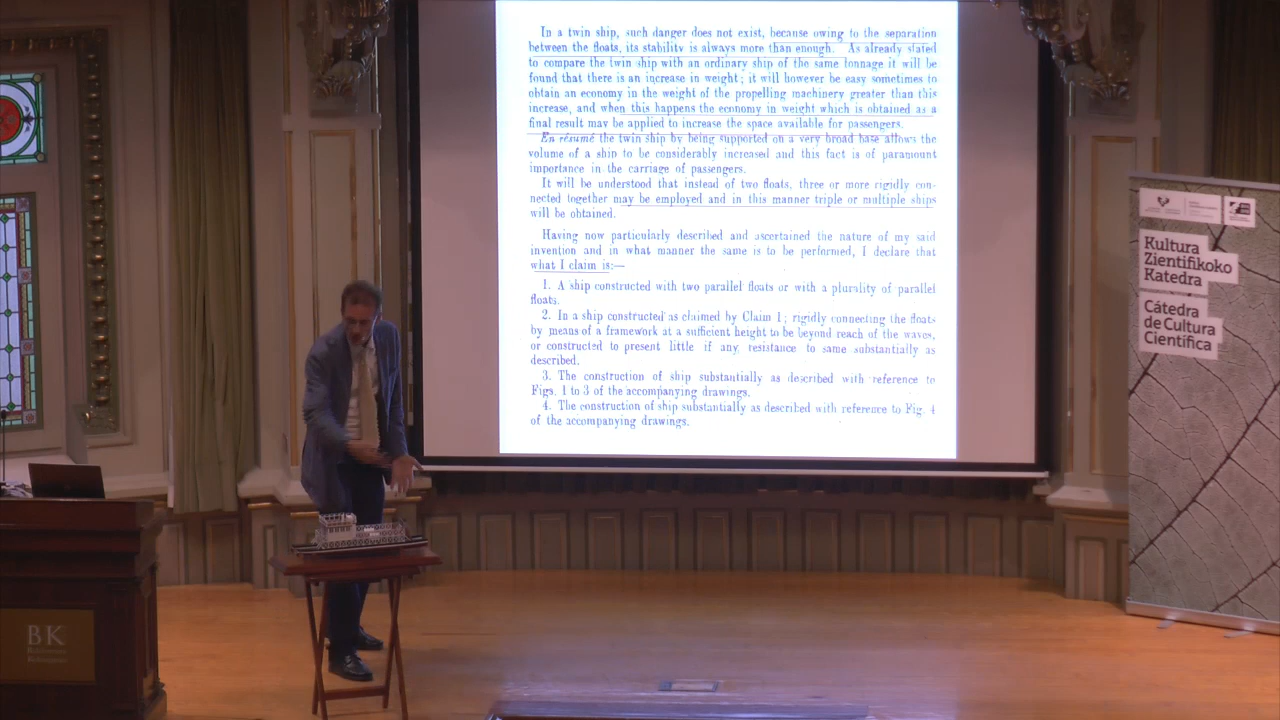 In a twin ship, such danger does not exist, because owing to the separation
between the floats, its stability is always more than enough. As already stated
to compare the twin ship with an ordinary ship of the same tonnage it will be
found that there is an increase in weight; it will however be easy sometimes to
obtain an economy in the weight of the propelling machinery greater than this
increase, and when this happens the economy in weight which is obtained as a
final result may be applied to increase the space available for passengers.
En résumé the twin ship by being supported on a very broad base allows the
volume of a ship to be considerably increased and this fact is of paramount
importance in the carriage of passengers.
It will be understood that instead of two floats, three or more rigidly con-
nected together may be employed and in this manner triple or multiple ships
will be obtained.
Having now particularly described and ascertained the nature of my said
invention and in what manner the same is to be performed, I declare that
what I claim is:—
1. A ship constructed with two parallel floats or with a plurality of parallel
floats.
2. In a ship constructed as claimed by Claim 1; rigidly connecting the floats
by means of a framework at a sufficient height to be beyond reach of the waves,
or constructed to present little if any resistance to same substantially as
described.
3. The construction of ship substantially as described with reference to
Figs. 1 to 3 of the accompanying drawings.
4. The construction of ship substantially as described with reference to Fig. 4
of the accompanying drawings.
Kultura
Zientifikoko
Katedra
Cátedra
de Cultura
Científica
BK